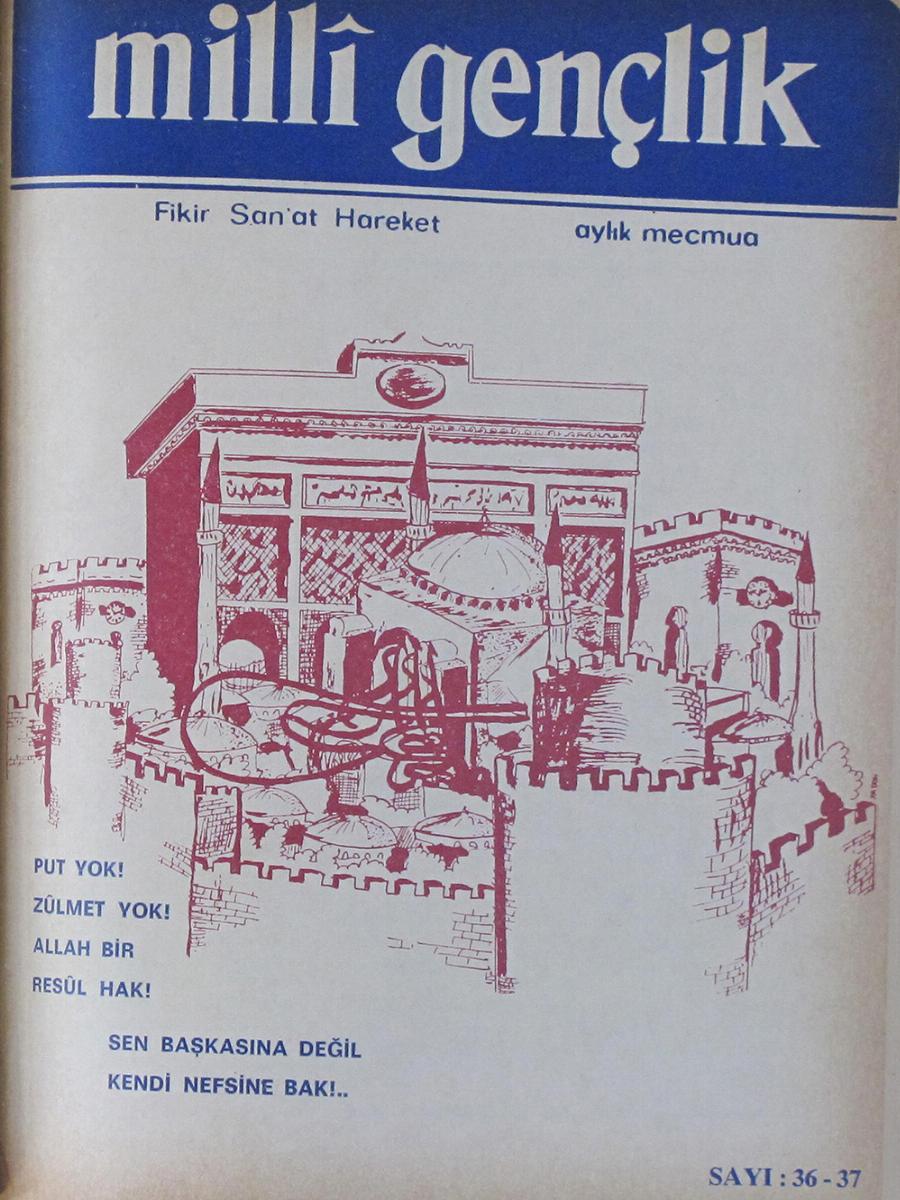 millî gençlik
Fikir San'at Hareket aylık mecmua
PUT YOK!
ZÛLMET YOK!
ALLAH BİR
RESÛL HAK!
SEN BAŞKASINA DEĞİL
KENDİ NEFSİNE BAK!..
SAYI : 36 - 37